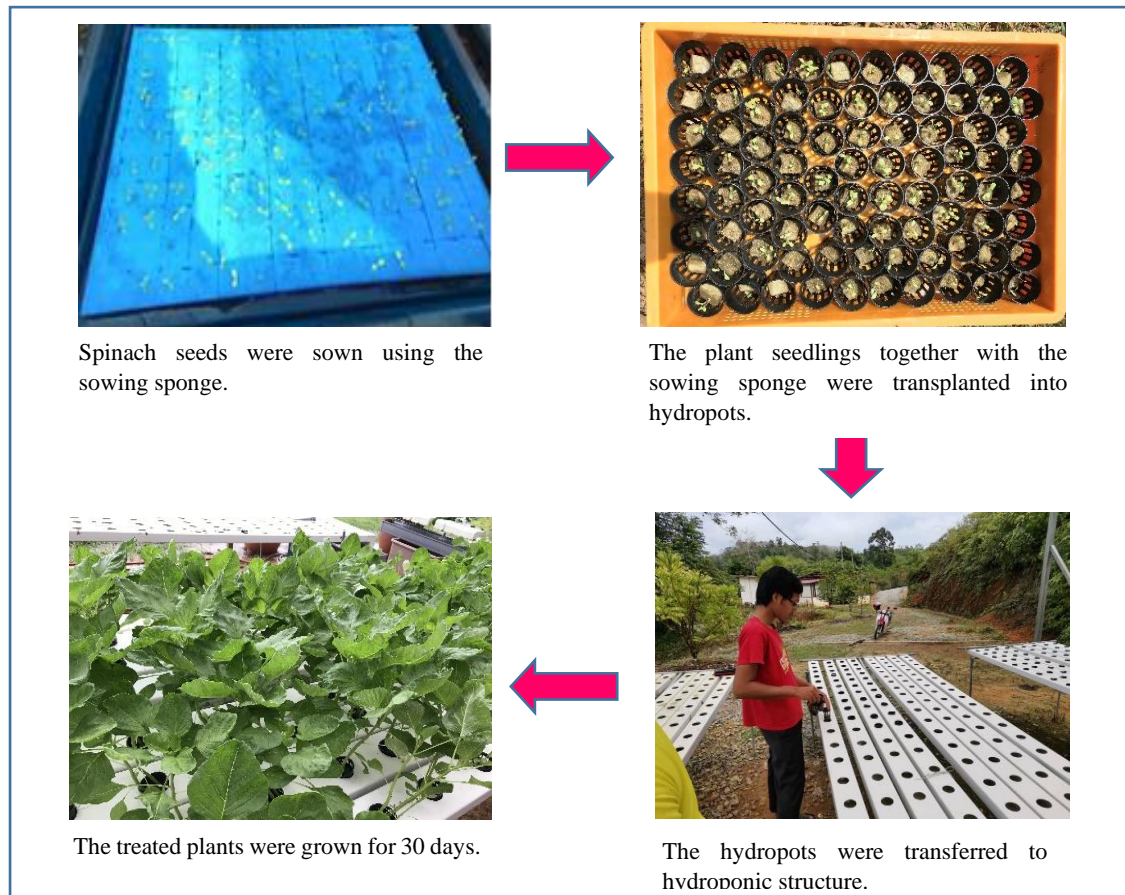 Spinach seeds were sown using the
sowing sponge.
The plant seedlings together with the
sowing sponge were transplanted into
hydropots.
The hydropots were transferred to
hydroponic structure.
The treated plants were grown for 30 days.